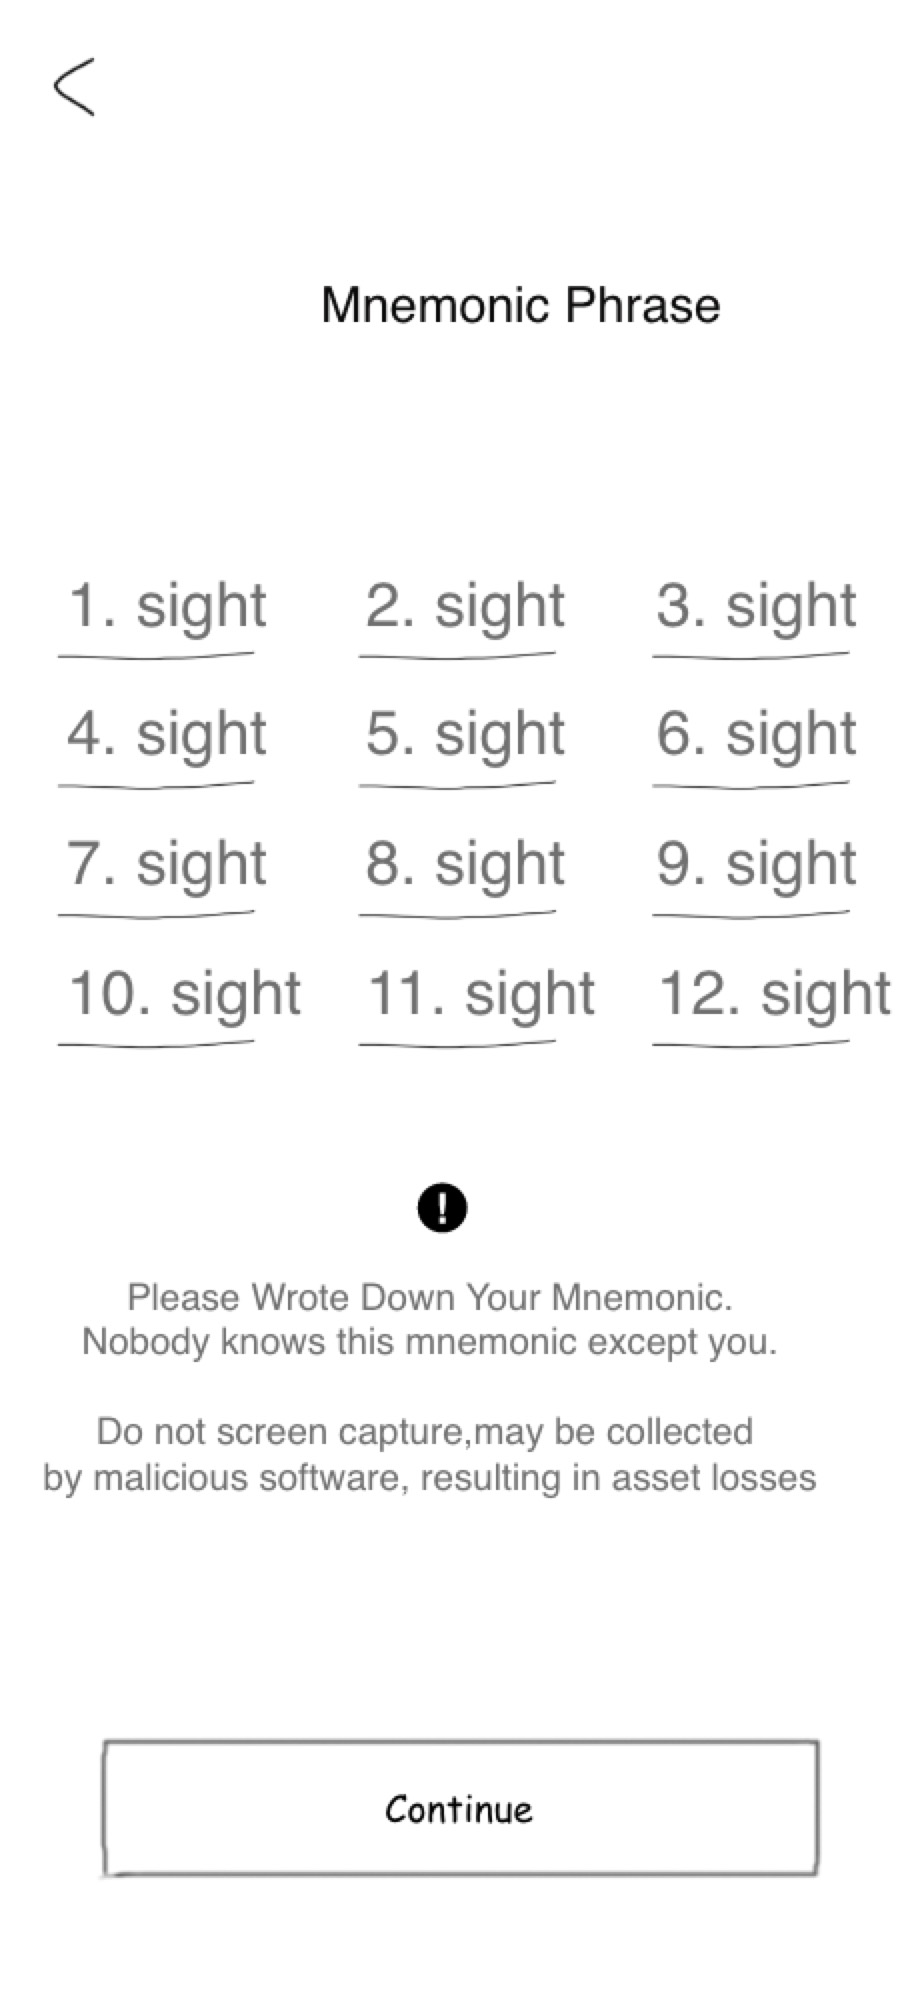 Mnemonic Phrase
1. sight 2. sight 3. sight
4. sight 5. sight 6. sight
7. sight 8. sight 9. sight
10. sight 11. sight 12. sight
Please Wrote Down Your Mnemonic.
Nobody knows this mnemonic except you.
Do not screen capture,may be collected
by malicious software, resulting in asset losses
Continue